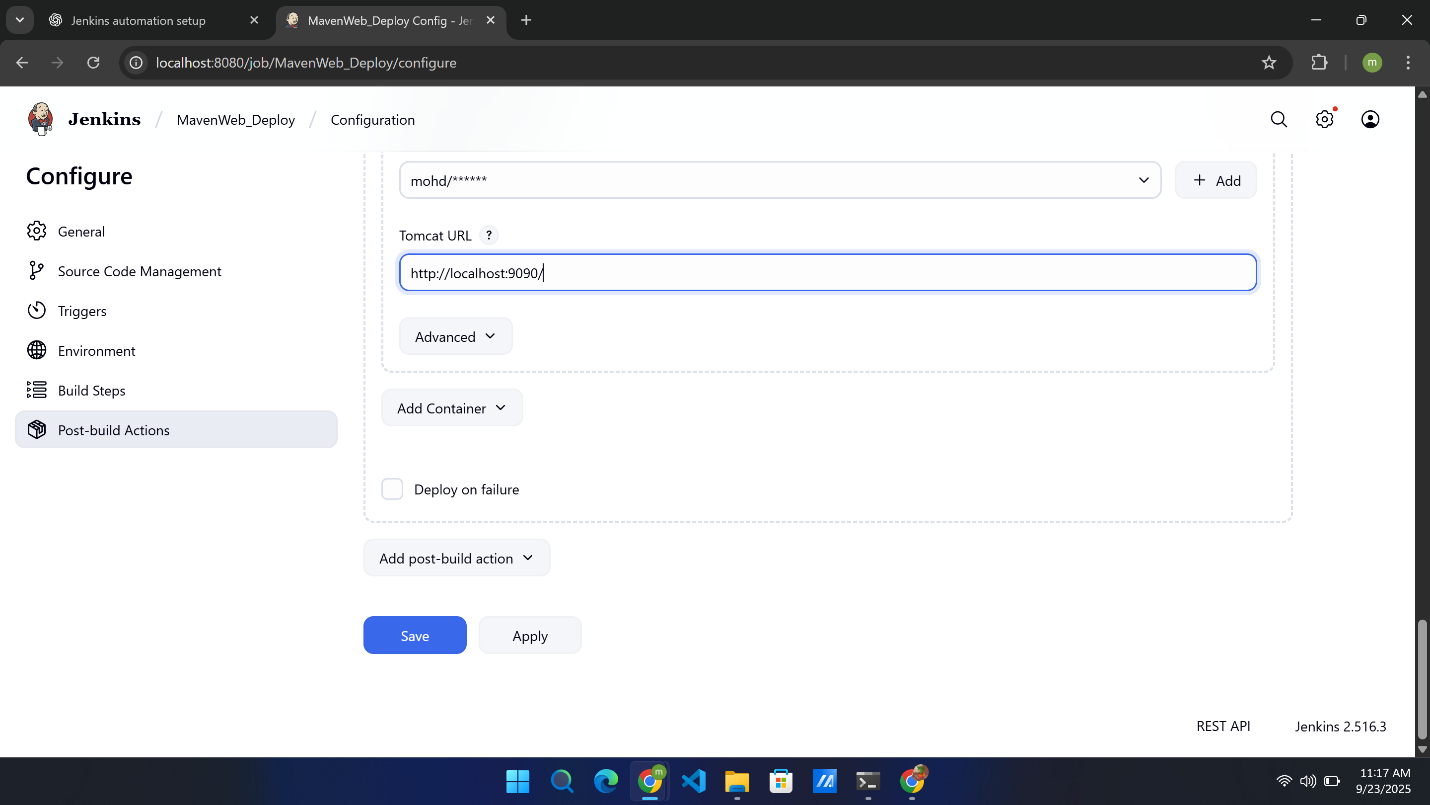 Jenkins automation setup
MavenWeb_Deploy Config - Jer
localhost:8080/job/MavenWeb_Deploy/configure
m
Jenkins / MavenWeb_Deploy / Configuration
Configure
General
Source Code Management
Triggers
Environment
Build Steps
Post-build Actions
mohd/******
+ Add
Tomcat URL ?
http://localhost:9090/
Advanced
Add Container
Deploy on failure
Add post-build action
Save
Apply
REST API
Jenkins 2.516.3
m
11:17 AM
9/23/2025